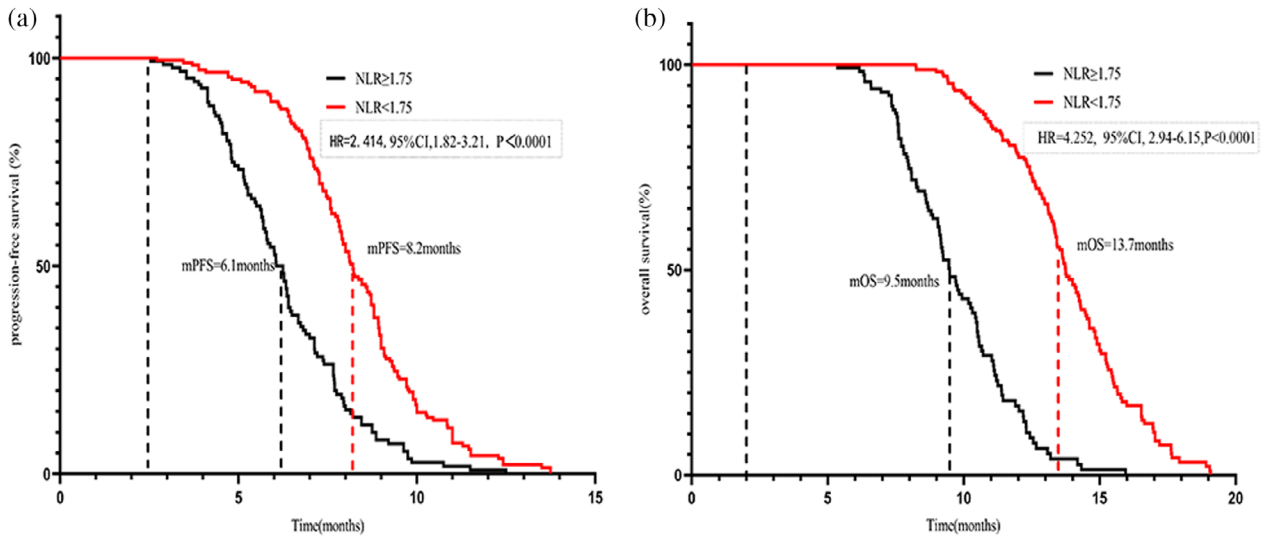 (a)
progression-free survival (%)
100
50
0
NLR≥1.75
NLR<1.75
HR=2.414, 95%CI,1.82-3.21, P<0.0001
mPFS=8.2months
mPFS=6.1months
0 5 10 15
Time(months)
(b)
overall survival(%)
100
50
0
NLR≥1.75
NLR<1.75
HR=4.252, 95%CI, 2.94-6.15,P<0.0001
mOS=13.7months
mOS=9.5months
0 5 10 15 20
Time(months)